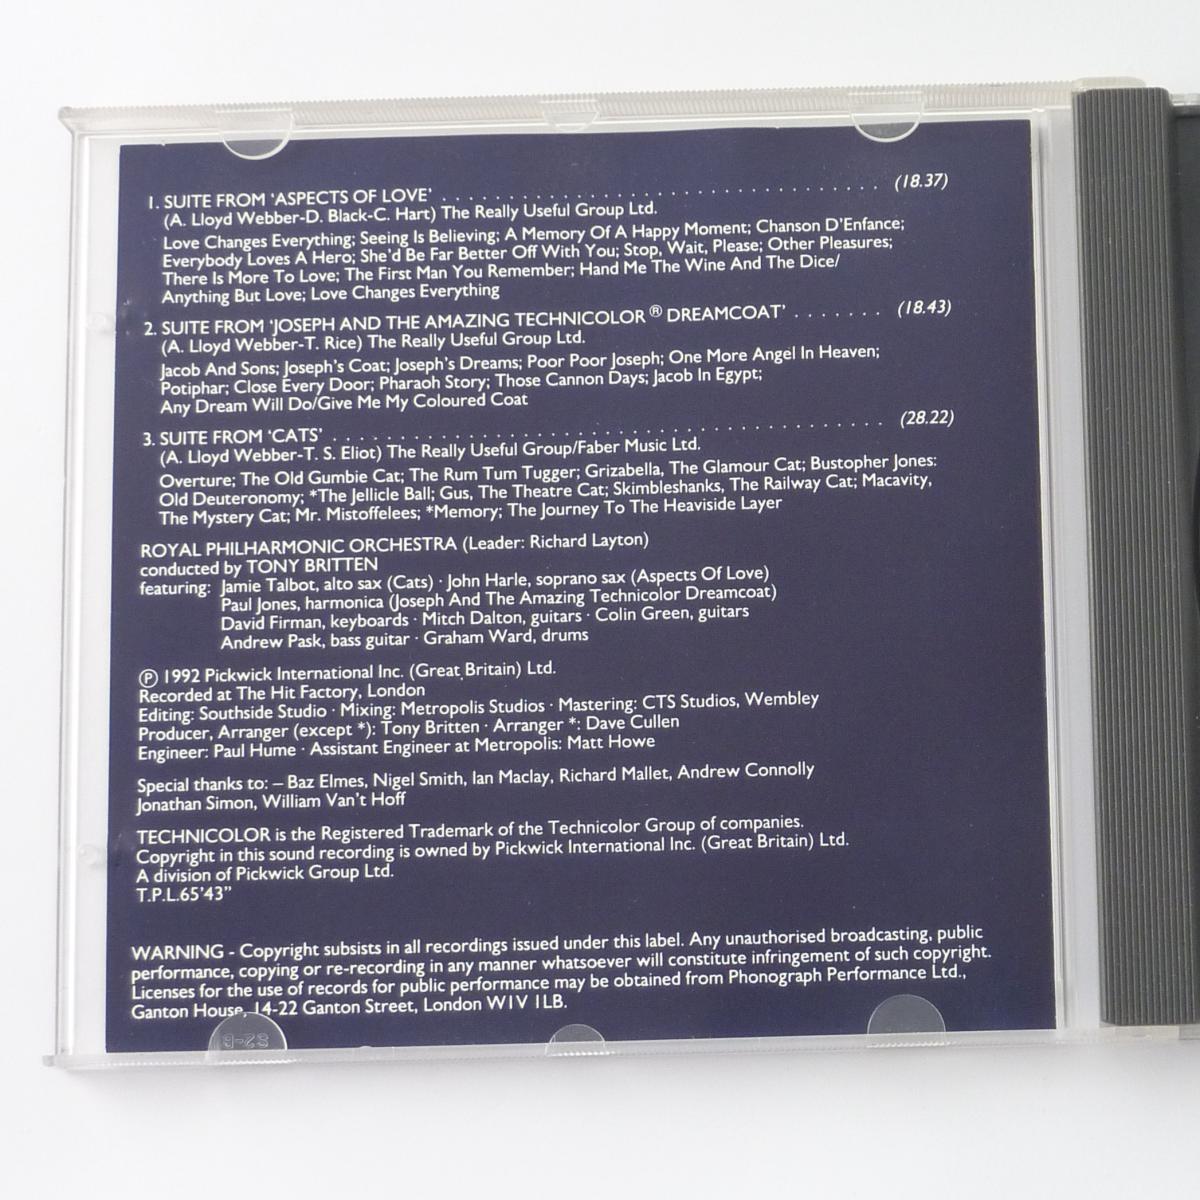 1. SUITE FROM 'ASPECTS OF LOVE' . . . . . . . . . . . . . . . . . . . . . . . . . . . . . . . . . (18.37)
(A. Lloyd Webber-D. Black-C. Hart) The Really Useful Group Ltd.
Love Changes Everything; Seeing Is Believing; A Memory Of A Happy Moment; Chanson D'Enfance;
Everybody Loves A Hero; She'd Be Far Better Off With You; Stop, Wait, Please; Other Pleasures;
There Is More To Love; The First Man You Remember; Hand Me The Wine And The Dice/
Anything But Love; Love Changes Everything
2. SUITE FROM 'JOSEPH AND THE AMAZING TECHNICOLOR® DREAMCOAT' . . . . . . . (18.43)
(A. Lloyd Webber-T. Rice) The Really Useful Group Ltd.
Jacob And Sons; Joseph's Coat; Joseph's Dreams; Poor Poor Joseph; One More Angel In Heaven;
Potiphar; Close Every Door; Pharaoh Story; Those Cannon Days; Jacob In Egypt;
Any Dream Will Do/Give Me My Coloured Coat
3. SUITE FROM 'CATS' . . . . . . . . . . . . . . . . . . . . . . . . . . . . . . . . . . . . . . . . . (28.22)
(A. Lloyd Webber-T. S. Eliot) The Really Useful Group/Faber Music Ltd.
Overture; The Old Gumbie Cat; The Rum Tum Tugger; Grizabella, The Glamour Cat; Bustopher Jones:
Old Deuteronomy; *The Jellicle Ball; Gus, The Theatre Cat; Skimbleshanks, The Railway Cat; Macavity,
The Mystery Cat; Mr. Mistoffelees; *Memory; The Journey To The Heaviside Layer
ROYAL PHILHARMONIC ORCHESTRA (Leader: Richard Layton)
conducted by TONY BRITTEN
featuring: Jamie Talbot, alto sax (Cats) · John Harle, soprano sax (Aspects Of Love)
Paul Jones, harmonica (Joseph And The Amazing Technicolor Dreamcoat)
David Firman, keyboards · Mitch Dalton, guitars · Colin Green, guitars
Andrew Pask, bass guitar · Graham Ward, drums
℗ 1992 Pickwick International Inc. (Great Britain) Ltd.
Recorded at The Hit Factory, London
Editing: Southside Studio · Mixing: Metropolis Studios · Mastering: CTS Studios, Wembley
Producer, Arranger (except *): Tony Britten · Arranger *: Dave Cullen
Engineer: Paul Hume · Assistant Engineer at Metropolis: Matt Howe
Special thanks to: – Baz Elmes, Nigel Smith, Ian Maclay, Richard Mallet, Andrew Connolly
Jonathan Simon, William Van't Hoff
TECHNICOLOR is the Registered Trademark of the Technicolor Group of companies.
Copyright in this sound recording is owned by Pickwick International Inc. (Great Britain) Ltd.
A division of Pickwick Group Ltd.
T.P.L.65'43"
WARNING - Copyright subsists in all recordings issued under this label. Any unauthorised broadcasting, public
performance, copying or re-recording in any manner whatsoever will constitute infringement of such copyright.
Licenses for the use of records for public performance may be obtained from Phonograph Performance Ltd.,
Ganton House, 14-22 Ganton Street, London W1V 1LB.